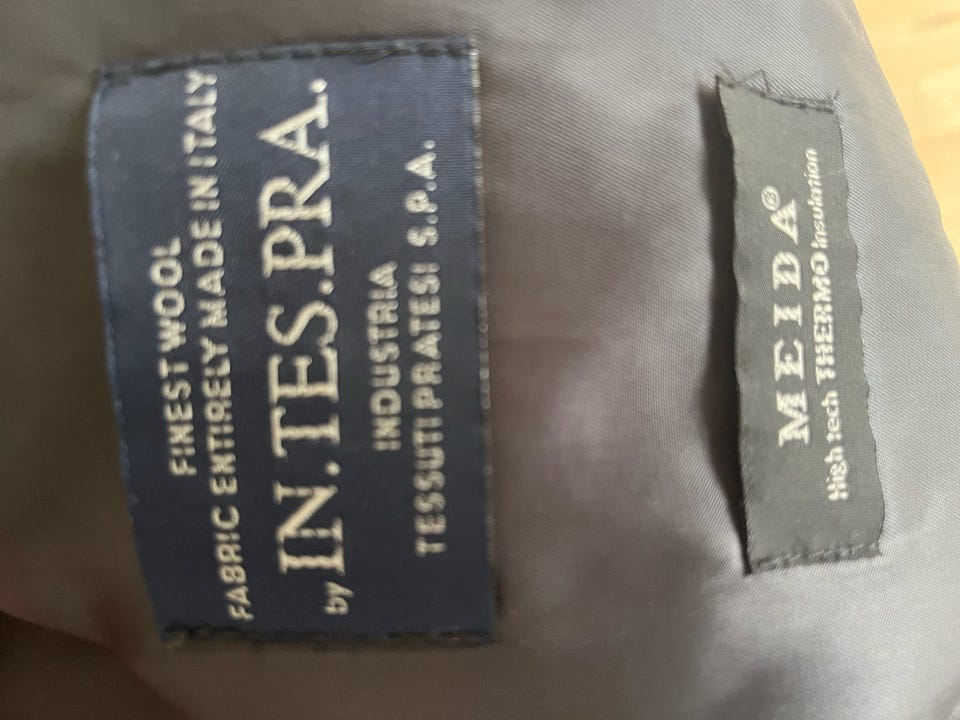 FINEST WOOL
FABRIC ENTIRELY MADE IN ITALY
by IN.TES.PRA.
INDUSTRIA
TESSUTI PRATESI S.P.A.
MEIDA®
High tech THERMO Insulation